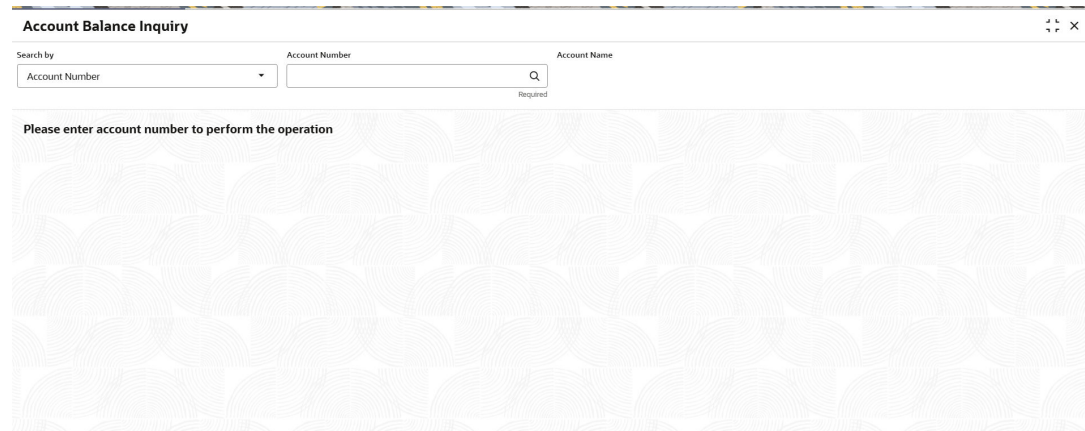 Account Balance Inquiry
Search by
Account Number
Account Name
Account Number
Required
Please enter account number to perform the operation